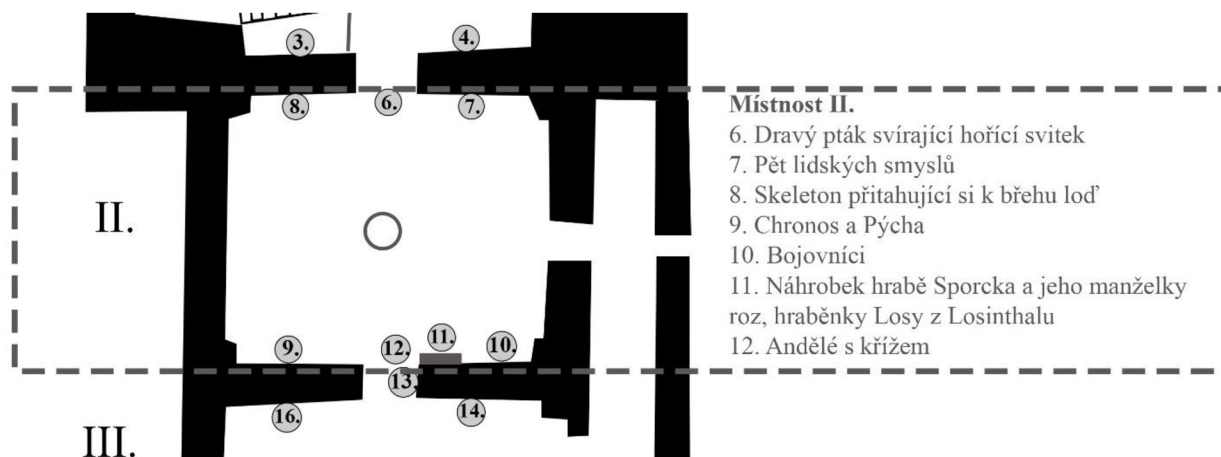 3.
4.
8.
6.
7.
II.
9.
12.
11.
10.
13.
16.
14.
III.
Místnost II.
6. Dravý pták svírající hořící svitek
7. Pět lidských smyslů
8. Skeleton přitahující si k břehu loď
9. Chronos a Pýcha
10. Bojovníci
11. Náhrobek hrabě Sporcka a jeho manželky
roz, hraběnky Losy z Losinthalu
12. Andělé s křížem